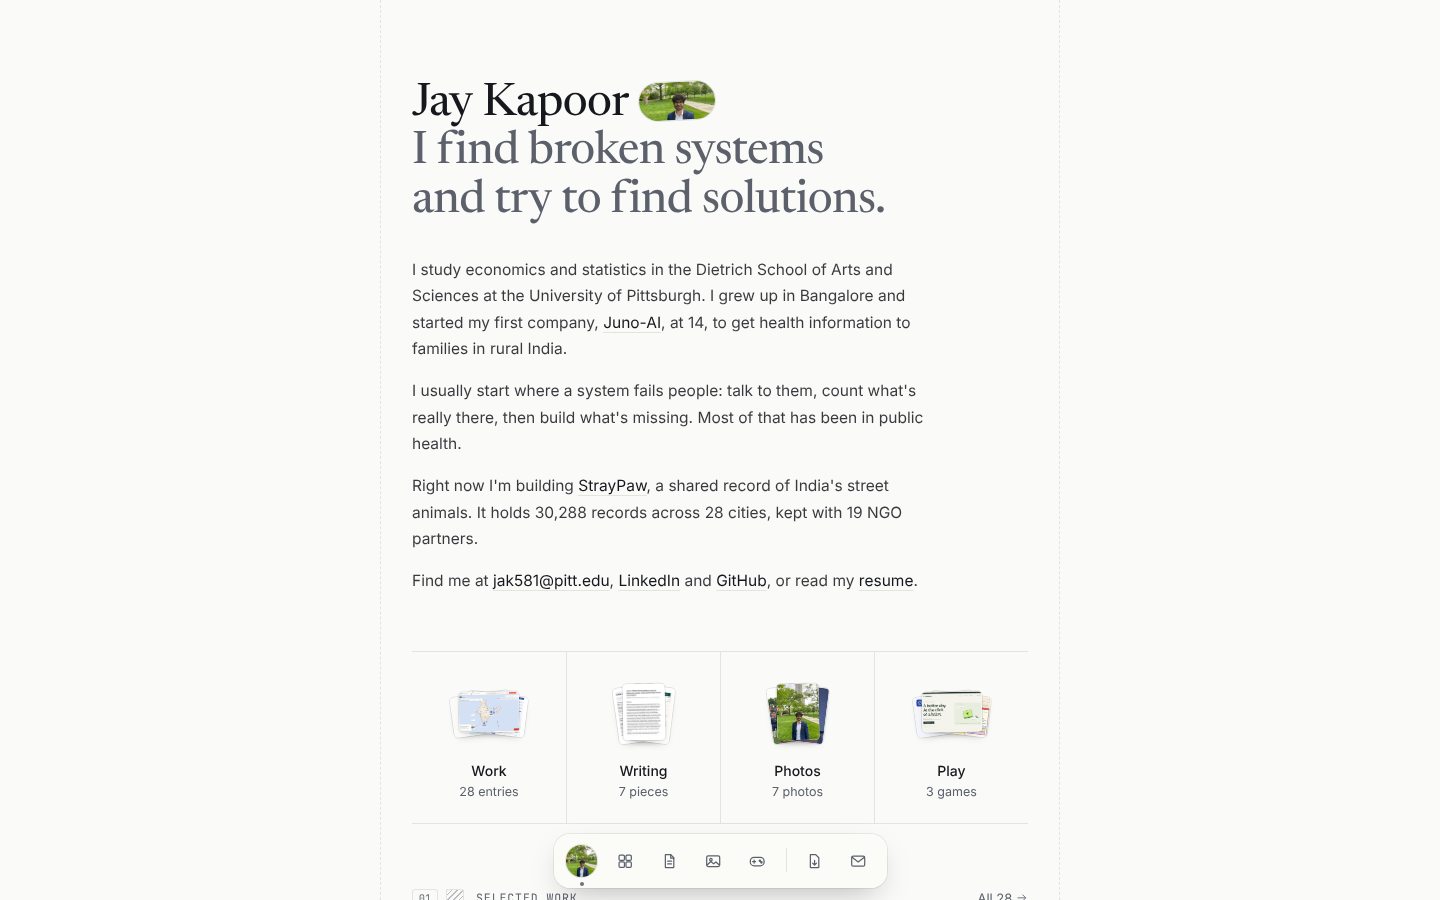 Jay Kapoor
I find broken systems
and try to find solutions.
I study economics and statistics in the Dietrich School of Arts and
Sciences at the University of Pittsburgh. I grew up in Bangalore and
started my first company, Juno-AI, at 14, to get health information to
families in rural India.
I usually start where a system fails people: talk to them, count what's
really there, then build what's missing. Most of that has been in public
health.
Right now I'm building StrayPaw, a shared record of India's street
animals. It holds 30,288 records across 28 cities, kept with 19 NGO
partners.
Find me at jak581@pitt.edu, LinkedIn and GitHub, or read my resume.
Work
28 entries
Writing
7 pieces
Photos
7 photos
Play
3 games
01 SELECTED WORK
All 28 →